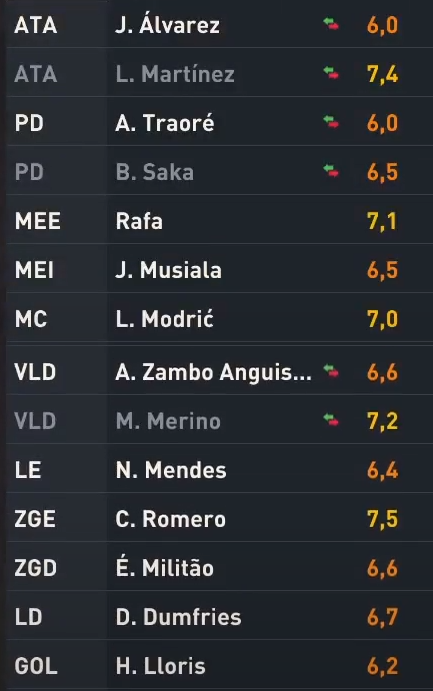 ATA J. Álvarez 6,0
ATA L. Martínez 7,4
PD A. Traoré 6,0
PD B. Saka 6,5
MEE Rafa 7,1
MEI J. Musiala 6,5
MC L. Modrić 7,0
VLD A. Zambo Anguis... 6,6
VLD M. Merino 7,2
LE N. Mendes 6,4
ZGE C. Romero 7,5
ZGD É. Militão 6,6
LD D. Dumfries 6,7
GOL H. Lloris 6,2